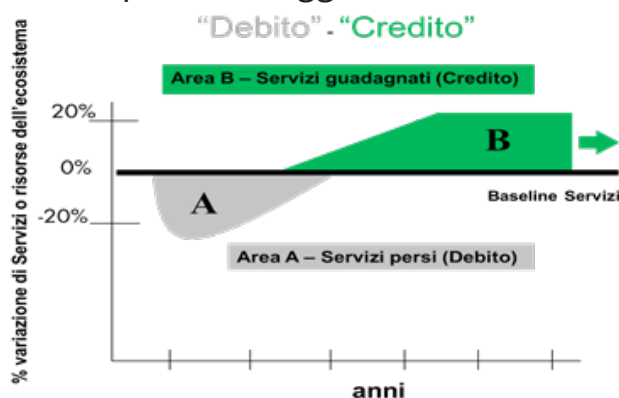 "Debito" - "Credito"
Area B – Servizi guadagnati (Credito)
% variazione di Servizi o risorse dell'ecosistema
20%
B
0%
Baseline Servizi
A
-20%
Area A – Servizi persi (Debito)
anni